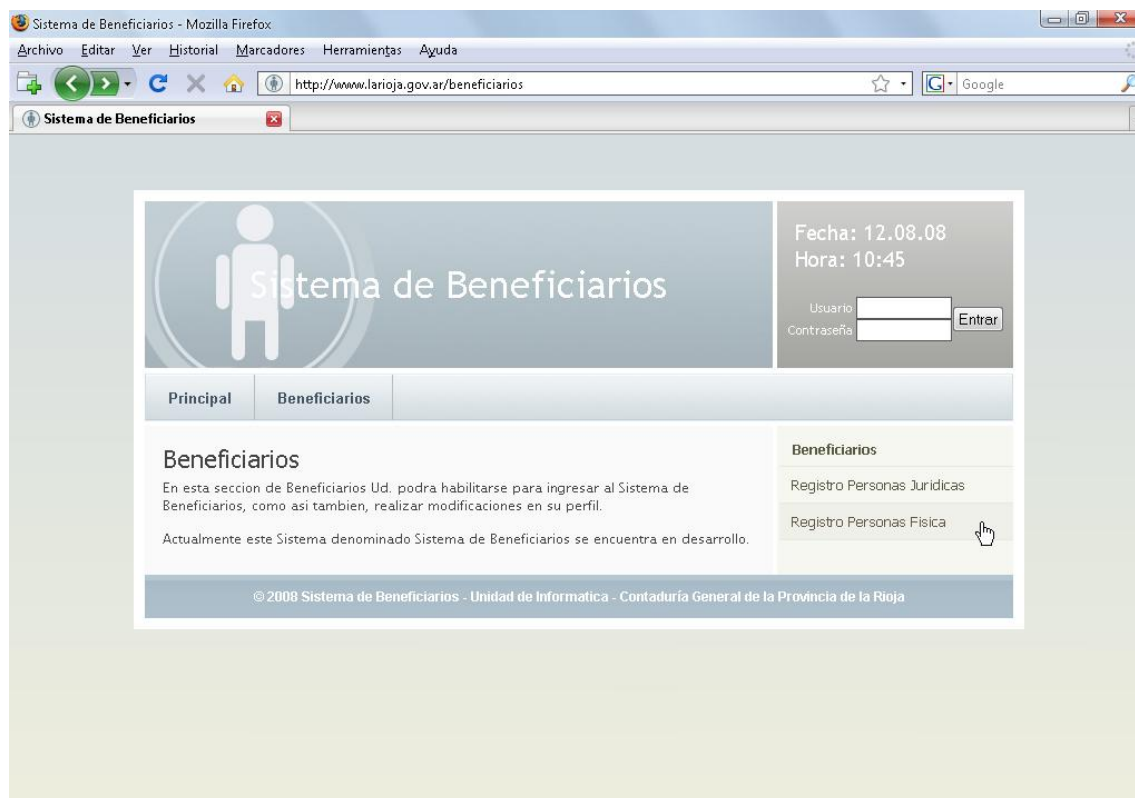 Sistema de Beneficiarios - Mozilla Firefox
Archivo Editar Ver Historial Marcadores Herramientas Ayuda
http://www.larioja.gov.ar/beneficiarios
G Google
Sistema de Beneficiarios
Sistema de Beneficiarios
Fecha: 12.08.08
Hora: 10:45
Usuario
Contraseña
Entrar
Principal Beneficiarios
Beneficiarios
En esta seccion de Beneficiarios Ud. podra habilitarse para ingresar al Sistema de
Beneficiarios, como asi tambien, realizar modificaciones en su perfil.
Actualmente este Sistema denominado Sistema de Beneficiarios se encuentra en desarrollo.
Beneficiarios
Registro Personas Juridicas
Registro Personas Fisica
© 2008 Sistema de Beneficiarios - Unidad de Informatica - Contaduría General de la Provincia de la Rioja